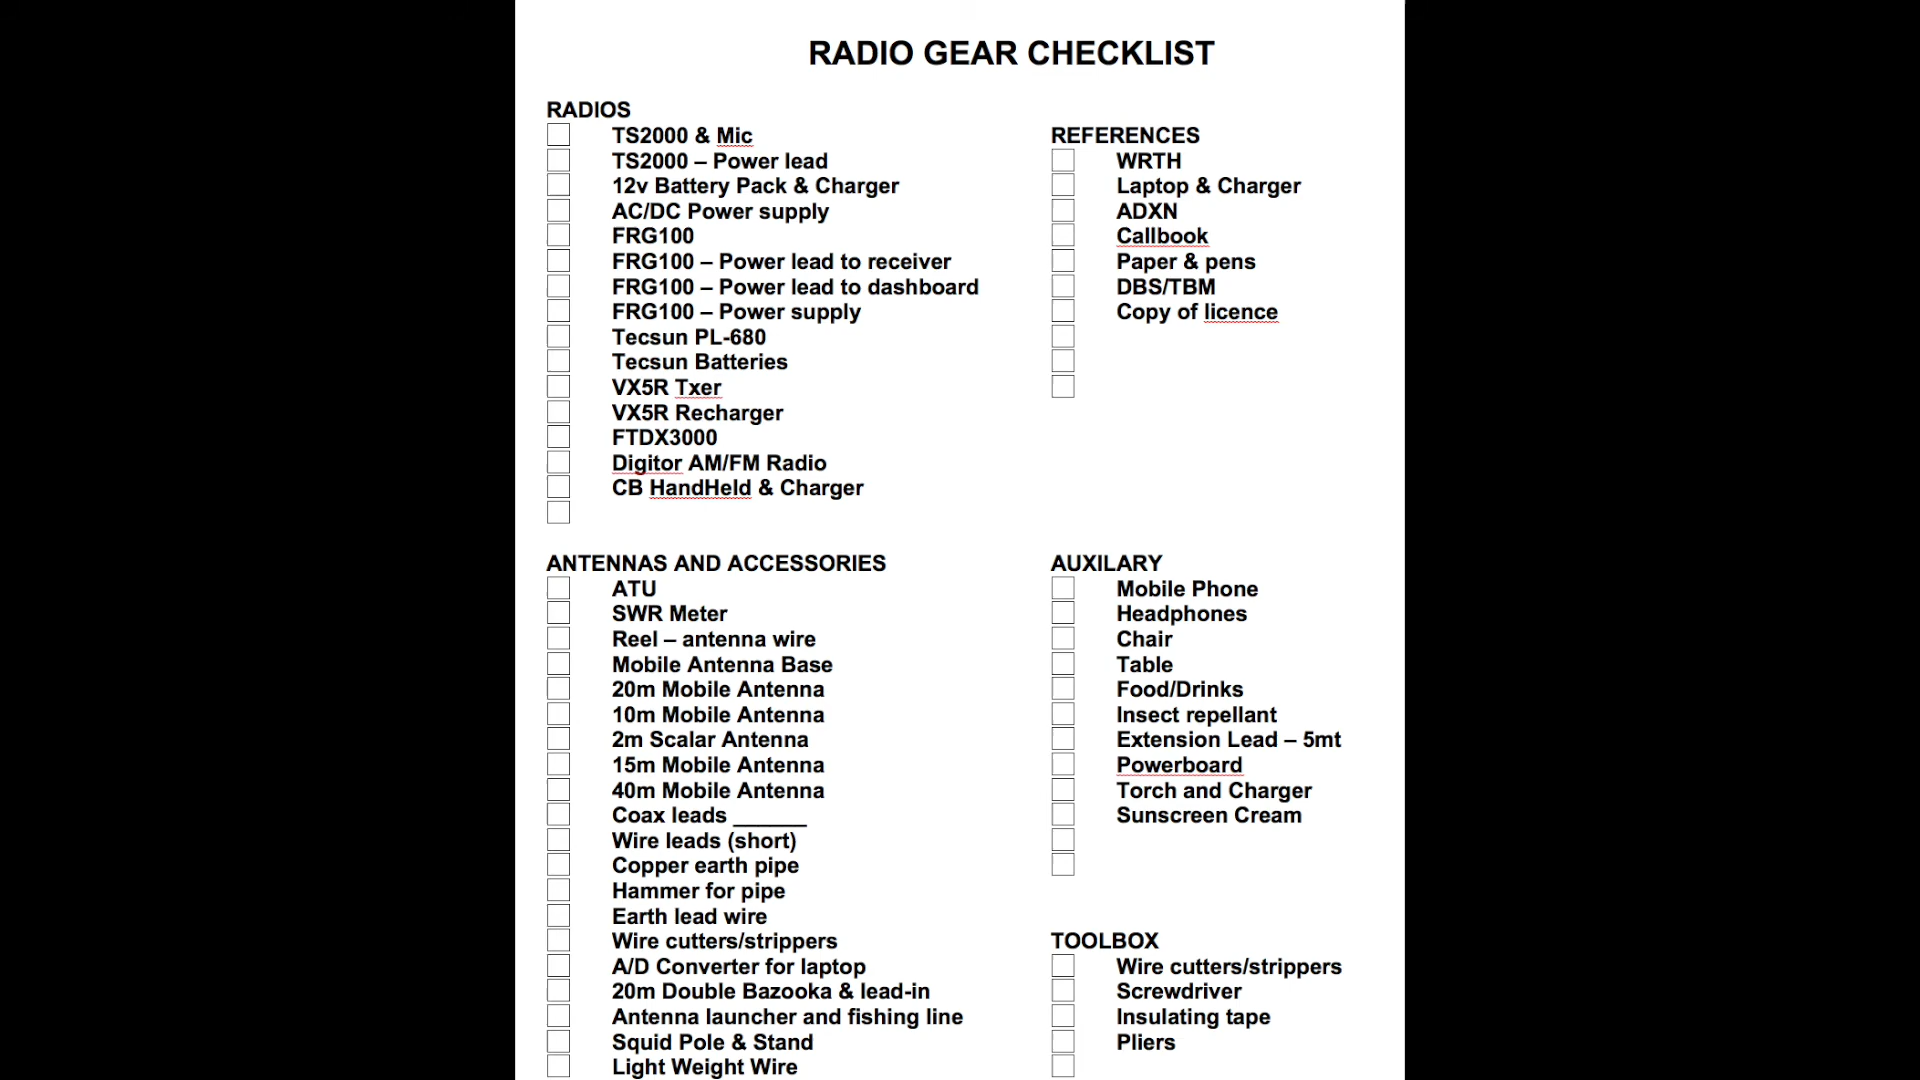 RADIO GEAR CHECKLIST
RADIOS
TS2000 & Mic
TS2000 – Power lead
12v Battery Pack & Charger
AC/DC Power supply
FRG100
FRG100 – Power lead to receiver
FRG100 – Power lead to dashboard
FRG100 – Power supply
Tecsun PL-680
Tecsun Batteries
VX5R Txer
VX5R Recharger
FTDX3000
Digitor AM/FM Radio
CB HandHeld & Charger
REFERENCES
WRTH
Laptop & Charger
ADXN
Callbook
Paper & pens
DBS/TBM
Copy of licence
ANTENNAS AND ACCESSORIES
ATU
SWR Meter
Reel – antenna wire
Mobile Antenna Base
20m Mobile Antenna
10m Mobile Antenna
2m Scalar Antenna
15m Mobile Antenna
40m Mobile Antenna
Coax leads ______
Wire leads (short)
Copper earth pipe
Hammer for pipe
Earth lead wire
Wire cutters/strippers
A/D Converter for laptop
20m Double Bazooka & lead-in
Antenna launcher and fishing line
Squid Pole & Stand
Light Weight Wire
AUXILARY
Mobile Phone
Headphones
Chair
Table
Food/Drinks
Insect repellant
Extension Lead – 5mt
Powerboard
Torch and Charger
Sunscreen Cream
TOOLBOX
Wire cutters/strippers
Screwdriver
Insulating tape
Pliers